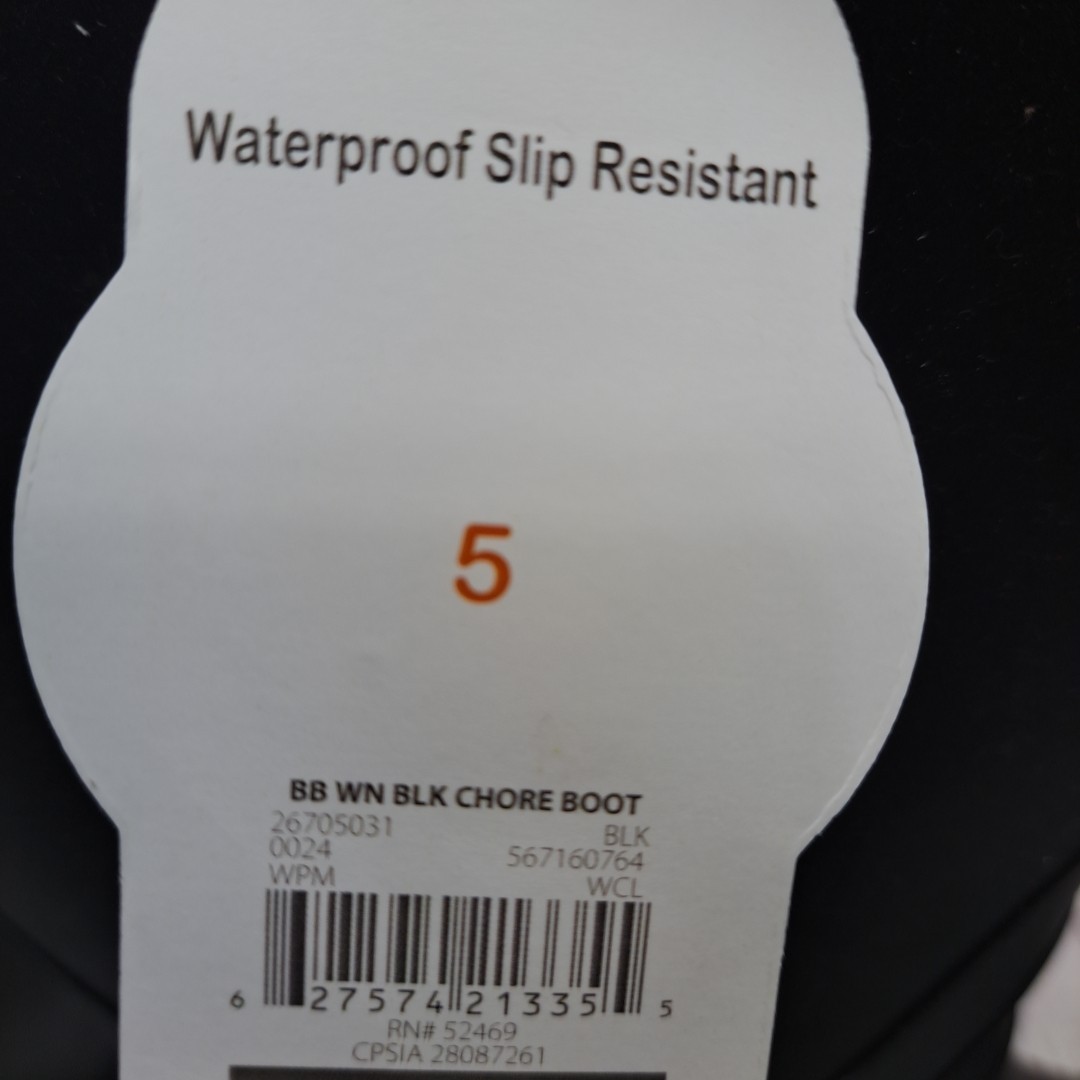 Waterproof Slip Resistant
5
BB WN BLK CHORE BOOT
26705031 BLK
0024 567160764
WPM WCL
6 27574 21335 5
RN# 52469
CPSIA 28087261